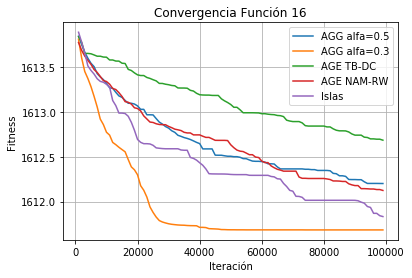 Convergencia Función 16
AGG alfa=0.5
AGG alfa=0.3
AGE TB-DC
AGE NAM-RW
Islas
Fitness
1613.5
1613.0
1612.5
1612.0
0 20000 40000 60000 80000 100000
Iteración